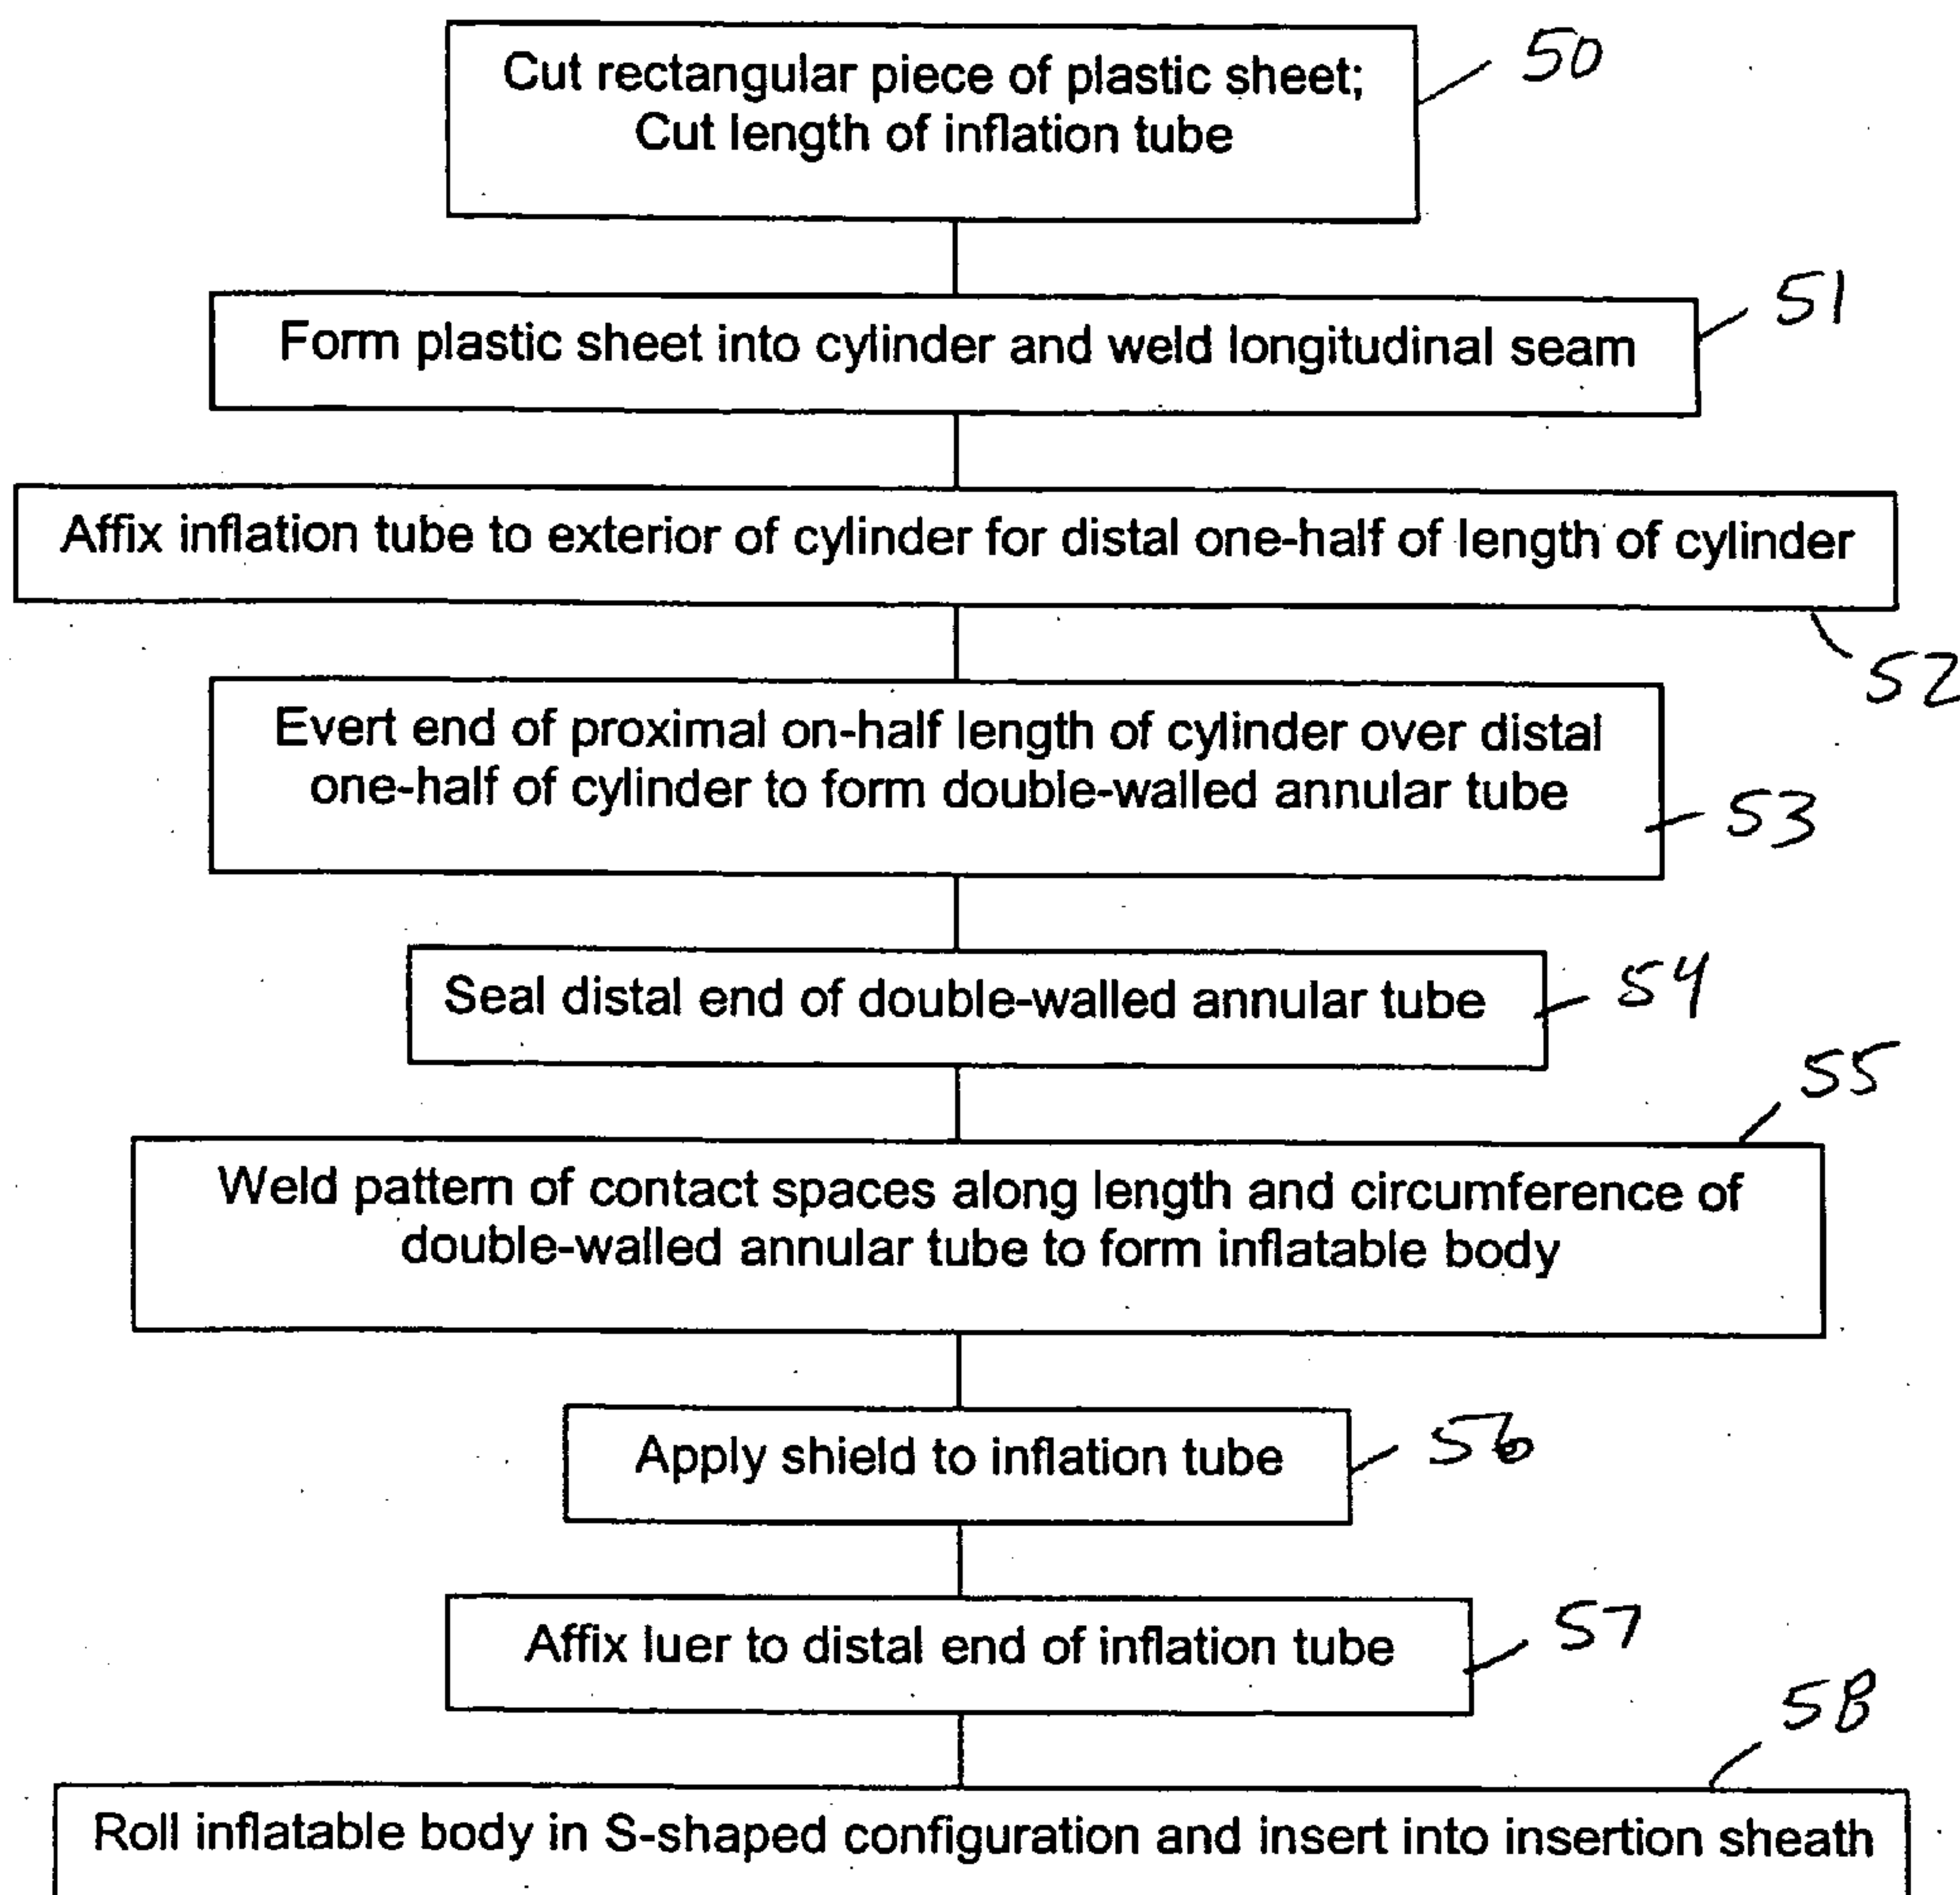 Cut rectangular piece of plastic sheet;
Cut length of inflation tube
50
Form plastic sheet into cylinder and weld longitudinal seam
51
Affix inflation tube to exterior of cylinder for distal one-half of length of cylinder
52
Evert end of proximal on-half length of cylinder over distal
one-half of cylinder to form double-walled annular tube
53
Seal distal end of double-walled annular tube
54
55
Weld pattern of contact spaces along length and circumference of
double-walled annular tube to form inflatable body
Apply shield to inflation tube
56
Affix luer to distal end of inflation tube
57
58
Roll inflatable body in S-shaped configuration and insert into insertion sheath